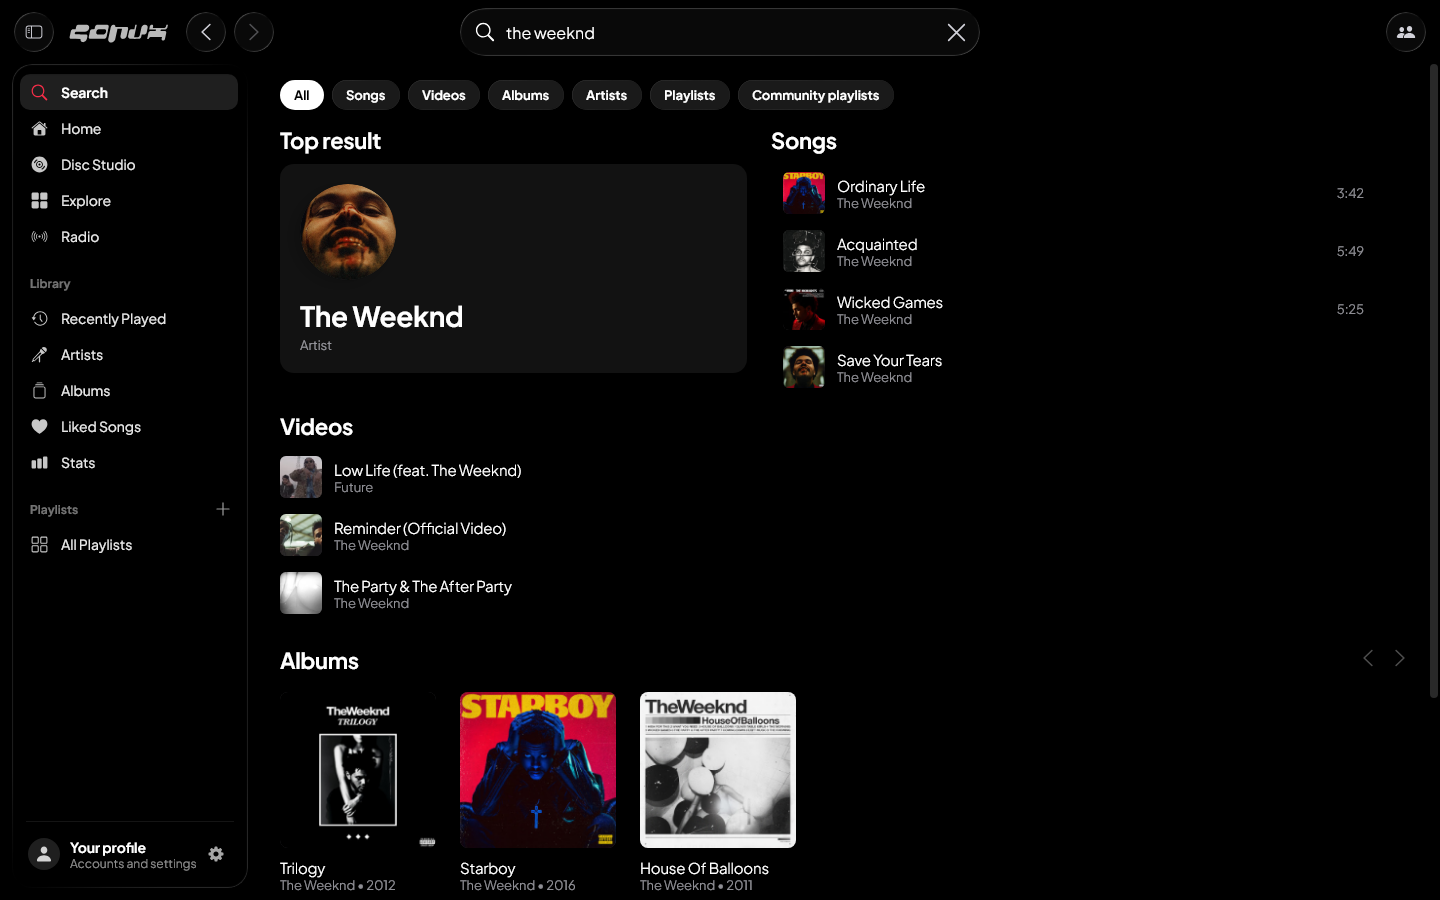 the weeknd
Search
Home
Disc Studio
Explore
Radio
Library
Recently Played
Artists
Albums
Liked Songs
Stats
Playlists
All Playlists
Your profile
Accounts and settings
All
Songs
Videos
Albums
Artists
Playlists
Community playlists
Top result
The Weeknd
Artist
Songs
STARBOY
Ordinary Life
The Weeknd
3:42
Acquainted
The Weeknd
5:49
Wicked Games
The Weeknd
5:25
Save Your Tears
The Weeknd
Videos
Low Life (feat. The Weeknd)
Future
Reminder (Official Video)
The Weeknd
The Party & The After Party
The Weeknd
Albums
TheWeeknd
TRILOGY
Trilogy
The Weeknd • 2012
STARBOY
Starboy
The Weeknd • 2016
TheWeeknd
HouseOfBalloons
House Of Balloons
The Weeknd • 2011